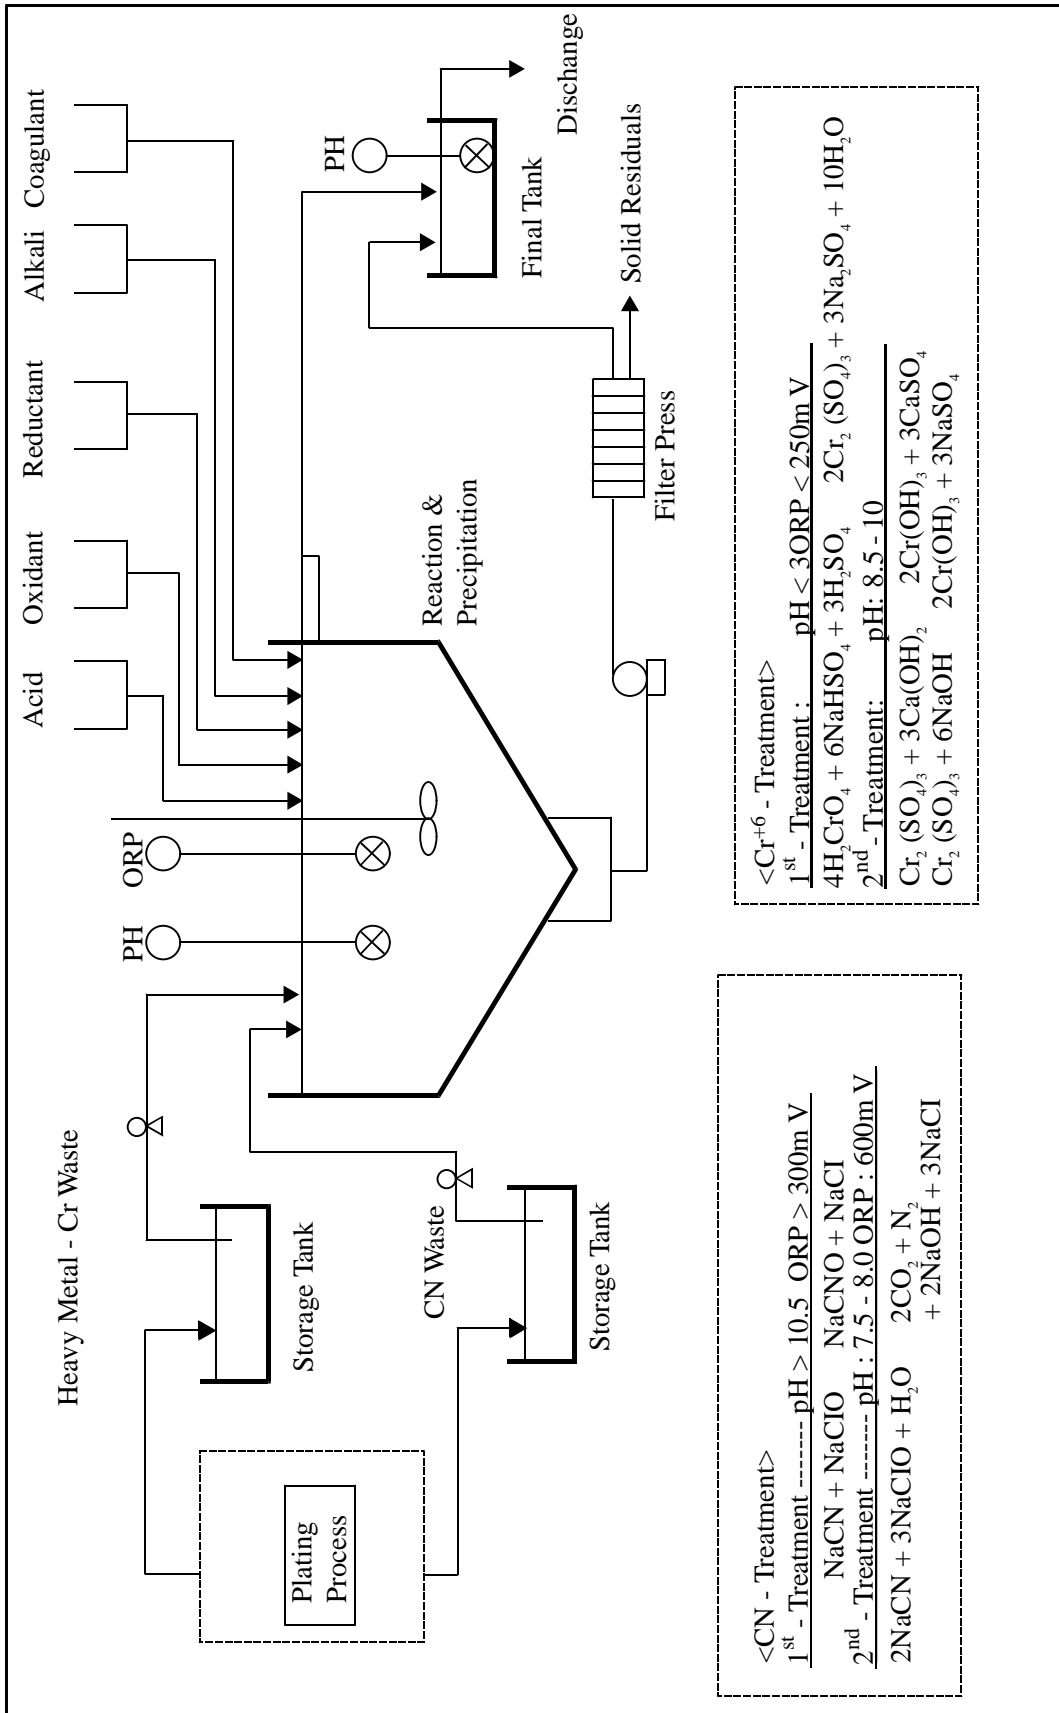 Heavy Metal - Cr Waste
Acid
Oxidant
Reductant
Alkali
Coagulant
PH
ORP
PH
Plating
Process
Storage Tank
CN Waste
Storage Tank
Reaction &
Precipitation
Filter Press
Solid Residuals
Final Tank
Dischange
<CN - Treatment>
1st - Treatment -------- pH > 10.5 ORP > 300m V
NaCN + NaClO NaCNO + NaCl
2nd - Treatment ------- pH : 7.5 - 8.0 ORP : 600m V
2NaCN + 3NaClO + H2O 2CO2 + N2
+ 2NaOH + 3NaCl
<Cr+6 - Treatment>
1st - Treatment : pH < 3ORP < 250m V
4H2CrO4 + 6NaHSO4 + 3H2SO4 2Cr2 (SO4)3 + 3Na2SO4 + 10H2O
2nd - Treatment: pH: 8.5 - 10
Cr2 (SO4)3 + 3Ca(OH)2 2Cr(OH)3 + 3CaSO4
Cr2 (SO4)3 + 6NaOH 2Cr(OH)3 + 3NaSO4